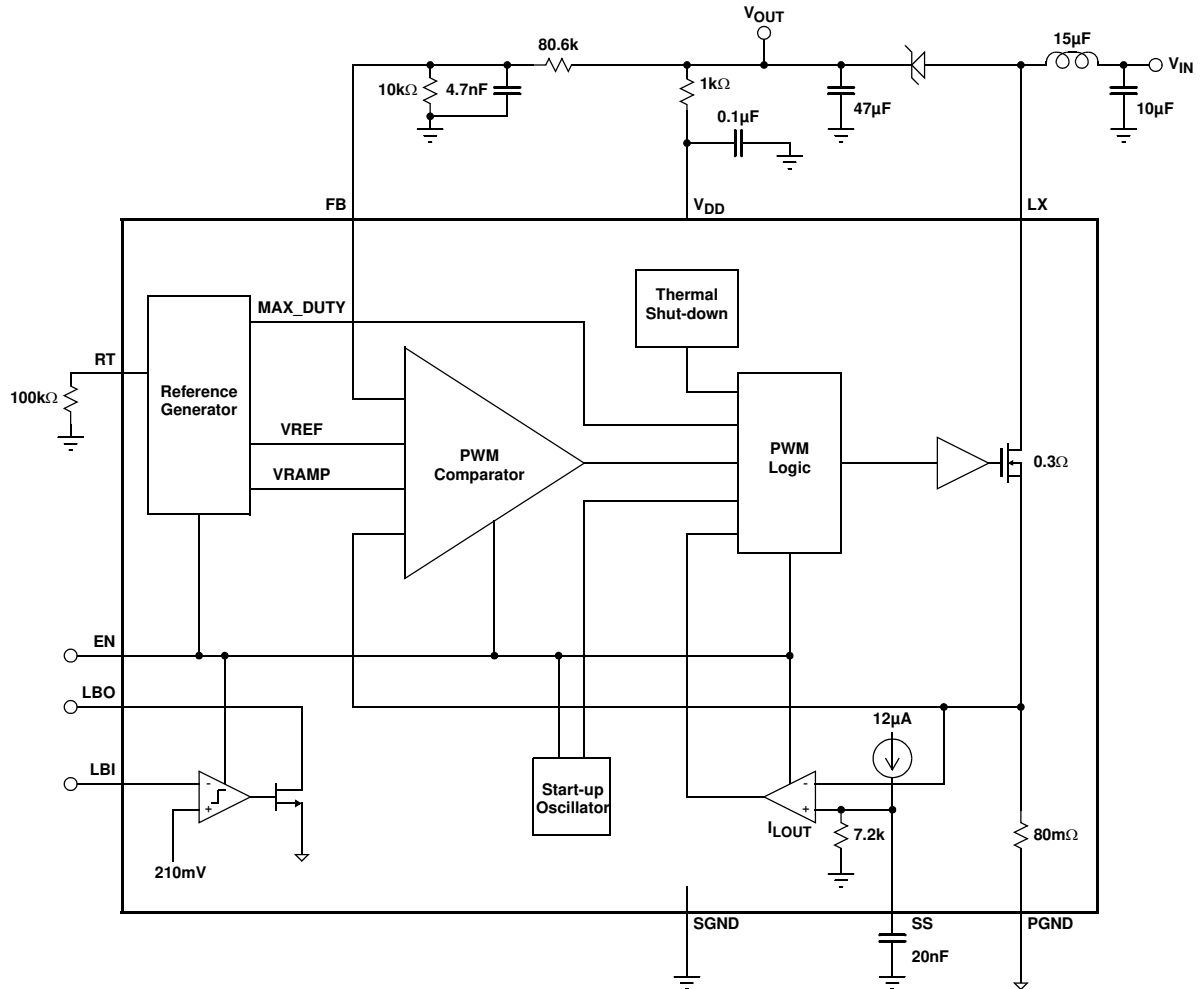 VOUT
80.6k
15µF
VIN
10kΩ
4.7nF
1kΩ
47µF
10µF
0.1µF
FB
VDD
LX
Thermal
Shut-down
MAX_DUTY
RT
Reference
Generator
100kΩ
VREF
PWM
Comparator
PWM
Logic
0.3Ω
VRAMP
EN
LBO
12µA
LBI
-
+
210mV
Start-up
Oscillator
-
+
ILOUT
7.2k
80mΩ
SGND
SS
PGND
20nF